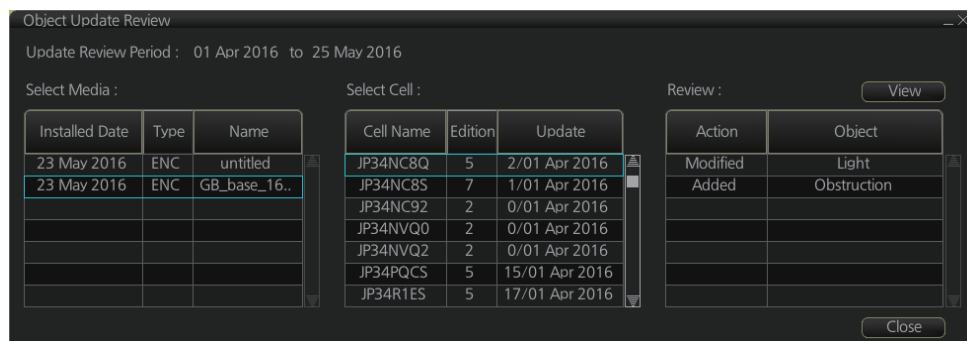 Object Update Review
Update Review Period : 01 Apr 2016 to 25 May 2016
Select Media : Select Cell : Review : View
Installed Date Type Name Cell Name Edition Update Action Object
23 May 2016 ENC untitled JP34NC8Q 5 2/01 Apr 2016 Modified Light
23 May 2016 ENC GB_base_16.. JP34NC8S 7 1/01 Apr 2016 Added Obstruction
JP34NC92 2 0/01 Apr 2016
JP34NVQ0 2 0/01 Apr 2016
JP34NVQ2 2 0/01 Apr 2016
JP34PQCS 5 15/01 Apr 2016
JP34R1ES 5 17/01 Apr 2016
Close